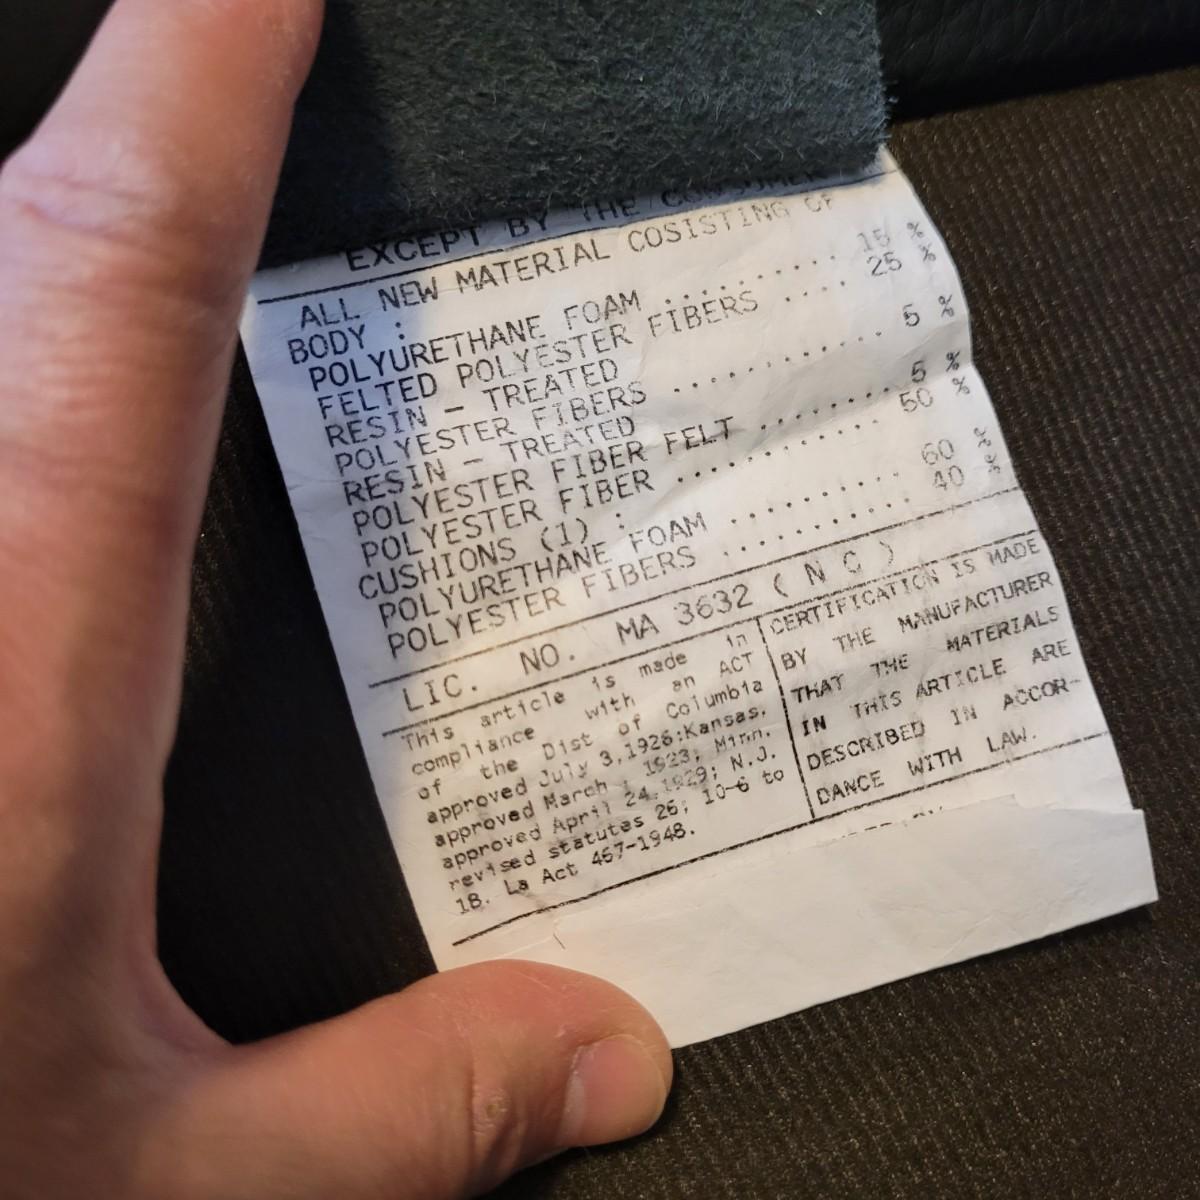 EXCEPT BY THE CONSUMER
ALL NEW MATERIAL COSISTING OF
BODY :
POLYURETHANE FOAM ........ 15 %
FELTED POLYESTER FIBERS .... 25 %
RESIN - TREATED
POLYESTER FIBERS ............ 5 %
RESIN - TREATED
POLYESTER FIBER FELT ........ 5 %
POLYESTER FIBER ............ 50 %
CUSHIONS (1) :
POLYURETHANE FOAM .......... 60 %
POLYESTER FIBERS ........... 40 %
LIC. NO. MA 3632 ( N C )
This article is made in
compliance with an ACT
of the Dist of Columbia
approved July 3,1926;Kansas.
approved March 1923; Minn.
approved April 24,1929; N.J.
revised statutes 26; 10-6 to
18. La Act 467-1948.
CERTIFICATION IS MADE
BY THE MANUFACTURER
THAT THE MATERIALS
IN THIS ARTICLE ARE
DESCRIBED IN ACCOR-
DANCE WITH LAW.